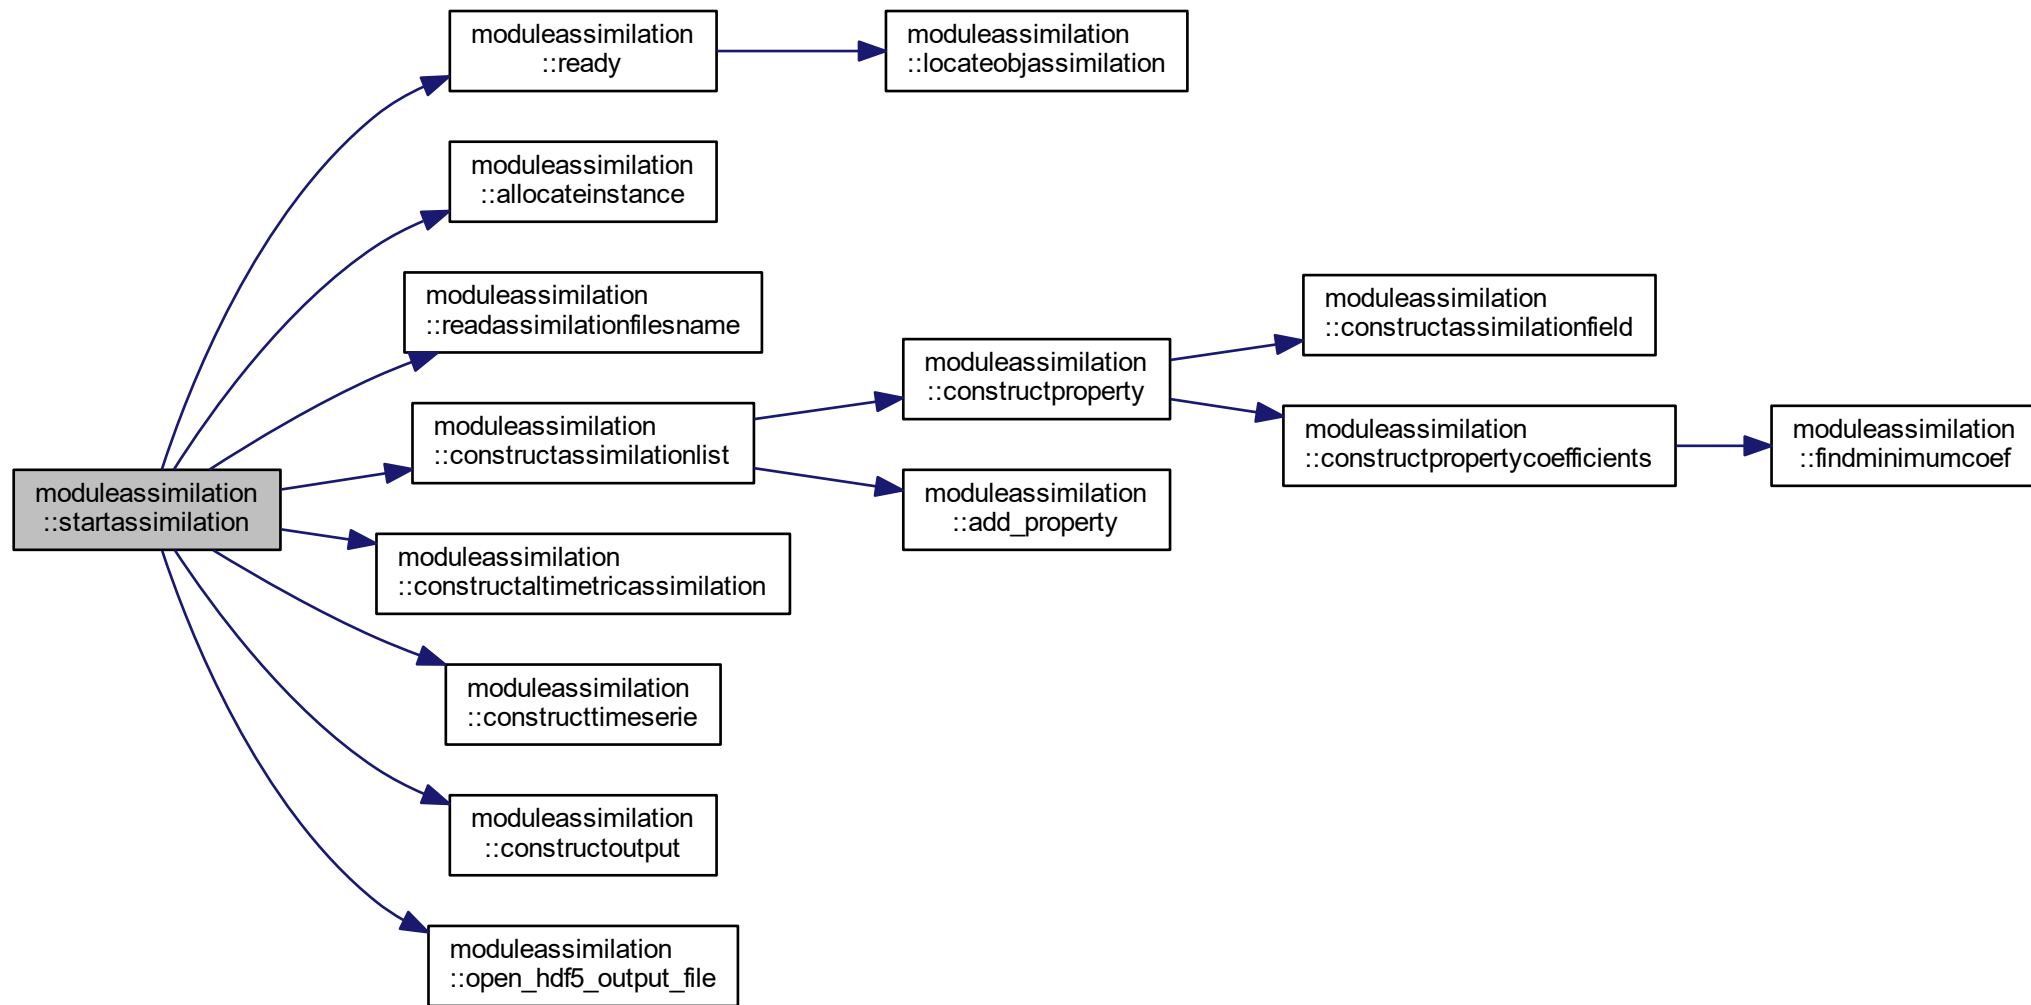 moduleassimilation
::ready
moduleassimilation
::locateobjassimilation
moduleassimilation
::allocateinstance
moduleassimilation
::readassimilationfilesname
moduleassimilation
::constructassimilationfield
moduleassimilation
::constructproperty
moduleassimilation
::constructassimilationlist
moduleassimilation
::constructpropertycoefficients
moduleassimilation
::findminimumcoef
moduleassimilation
::startassimilation
moduleassimilation
::add_property
moduleassimilation
::constructaltimetricassimilation
moduleassimilation
::constructtimeserie
moduleassimilation
::constructoutput
moduleassimilation
::open_hdf5_output_file